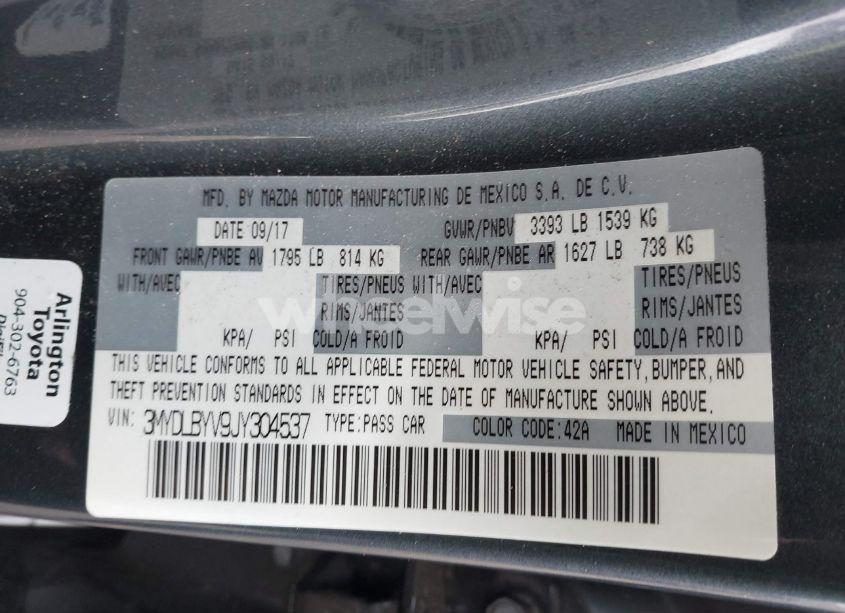 MFD. BY MAZDA MOTOR MANUFACTURING DE MEXICO S.A. DE C.V.
DATE 09/17 GVWR/PNBV 3393 LB 1539 KG
FRONT GAWR/PNBE AV 1795 LB 814 KG REAR GAWR/PNBE AR 1627 LB 738 KG
WITH/AVEC TIRES/PNEUS WITH/AVEC TIRES/PNEUS
RIMS/JANTES RIMS/JANTES
KPA/ PSI COLD/A FROID KPA/ PSI COLD/A FROID
THIS VEHICLE CONFORMS TO ALL APPLICABLE FEDERAL MOTOR VEHICLE SAFETY, BUMPER, AND
THEFT PREVENTION STANDARDS IN EFFECT ON THE DATE OF MANUFACTURE SHOWN ABOVE.
VIN: 3MYDLBYV9JY304537 TYPE:PASS CAR COLOR CODE:42A MADE IN MEXICO
Arlington
Toyota
904-302-6763
wheelwise